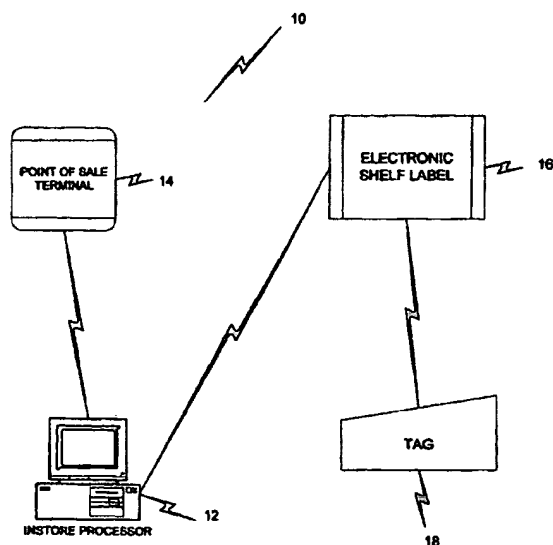 10
POINT OF SALE
TERMINAL
14
ELECTRONIC
SHELF LABEL
16
TAG
12
INSTORE PROCESSOR
18